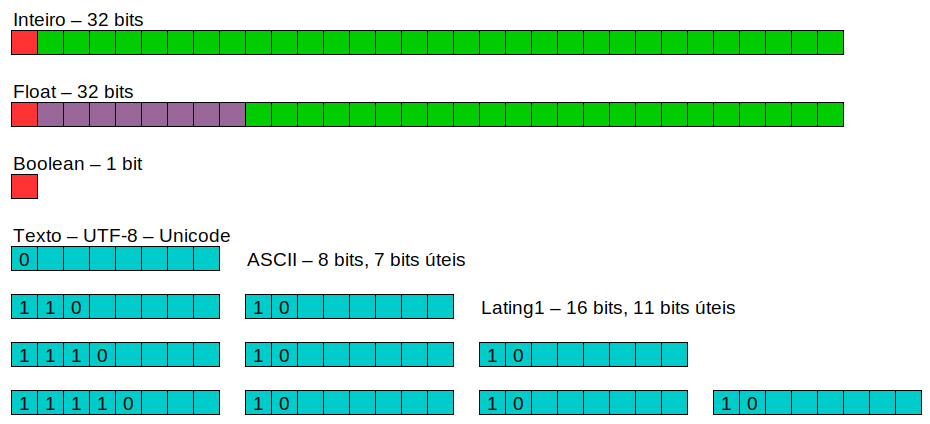 Inteiro – 32 bits
Float – 32 bits
Boolean – 1 bit
Texto – UTF-8 – Unicode
0 ASCII – 8 bits, 7 bits úteis
1 1 0 1 0 Lating1 – 16 bits, 11 bits úteis
1 1 1 0 1 0 1 0
1 1 1 1 0 1 0 1 0 1 0